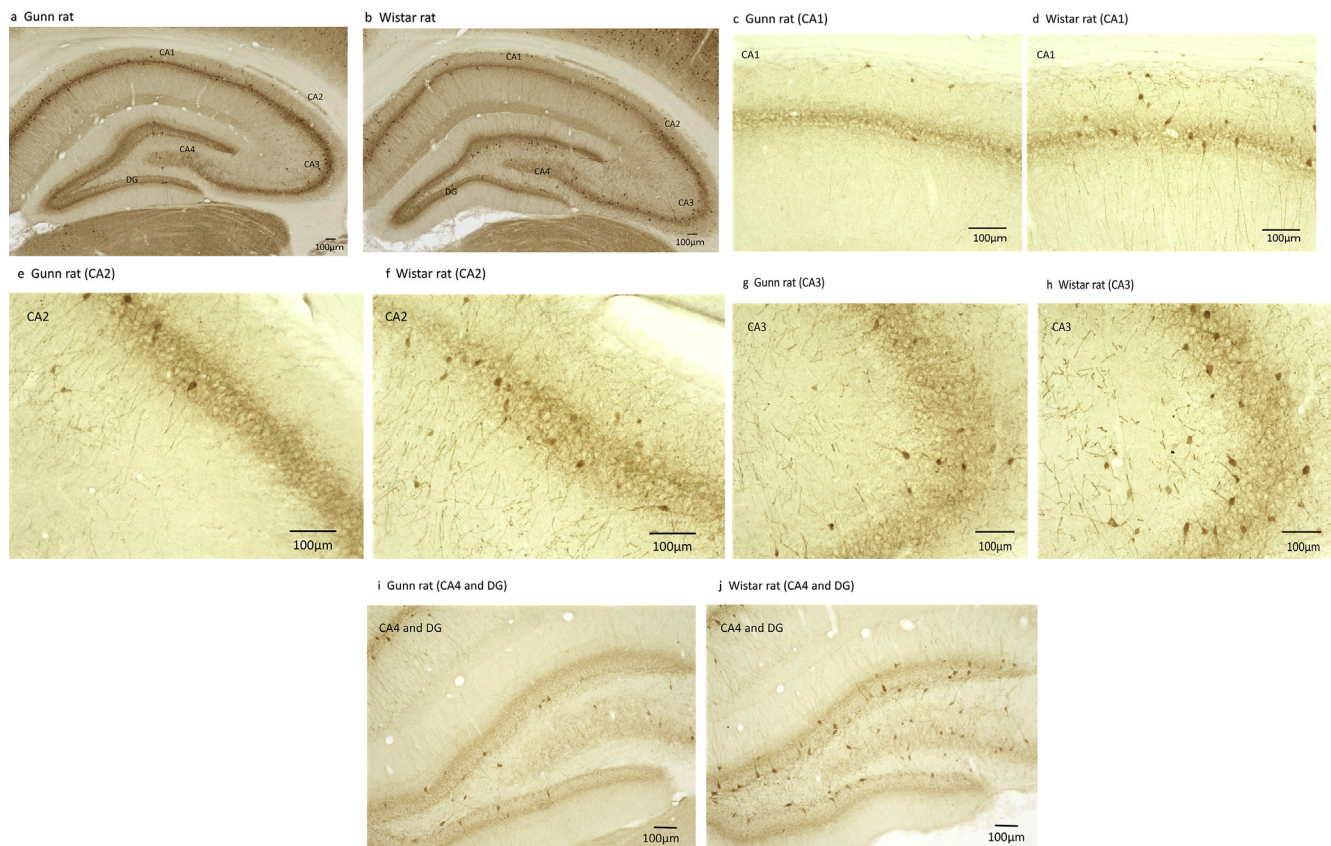 a Gunn rat
CA1
CA2
CA3
CA4
DG
100μm
b Wistar rat
CA1
CA2
CA4
DG
CA3
100μm
c Gunn rat (CA1)
CA1
100μm
d Wistar rat (CA1)
CA1
100μm
e Gunn rat (CA2)
CA2
100μm
f Wistar rat (CA2)
CA2
100μm
g Gunn rat (CA3)
CA3
100μm
h Wistar rat (CA3)
CA3
100μm
i Gunn rat (CA4 and DG)
CA4 and DG
100μm
j Wistar rat (CA4 and DG)
CA4 and DG
100μm